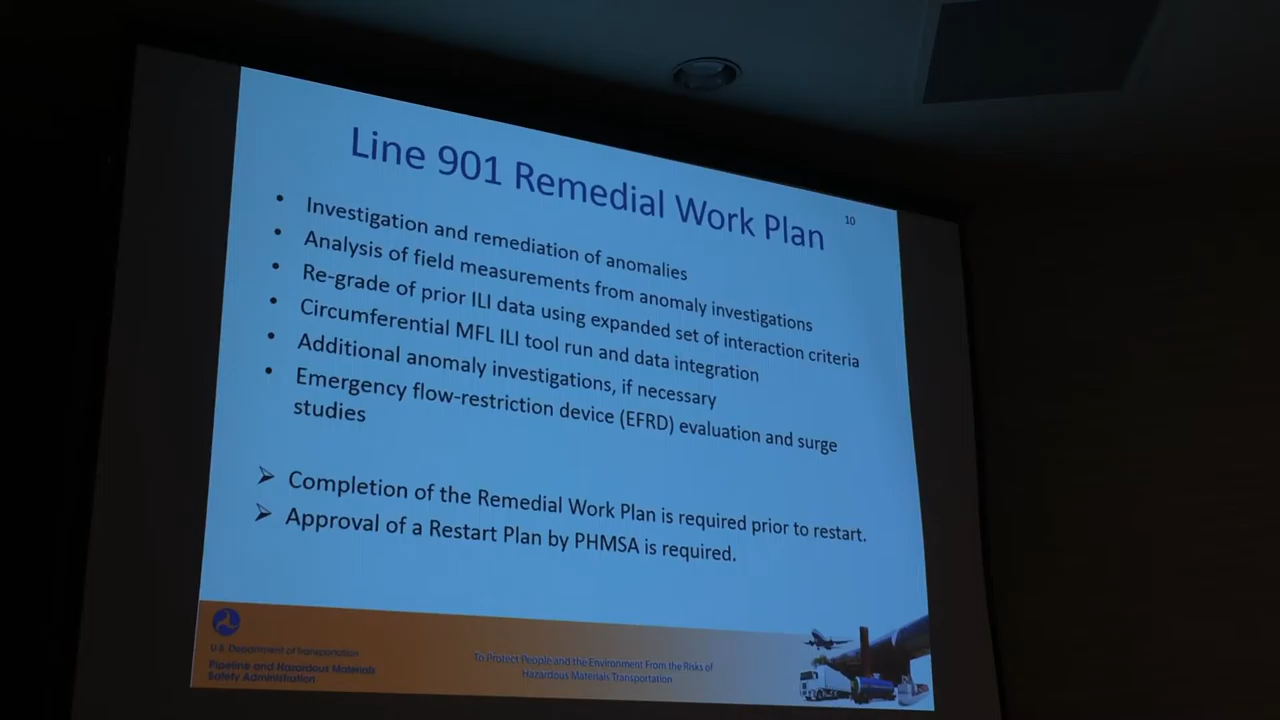 Line 901 Remedial Work Plan
10
• Investigation and remediation of anomalies
• Analysis of field measurements from anomaly investigations
• Re-grade of prior ILI data using expanded set of interaction criteria
• Circumferential MFL ILI tool run and data integration
• Additional anomaly investigations, if necessary
• Emergency flow-restriction device (EFRD) evaluation and surge
studies
➢ Completion of the Remedial Work Plan is required prior to restart.
➢ Approval of a Restart Plan by PHMSA is required.
U.S. Department of Transportation
Pipeline and Hazardous Materials
Safety Administration
To Protect People and the Environment From the Risks of
Hazardous Materials Transportation